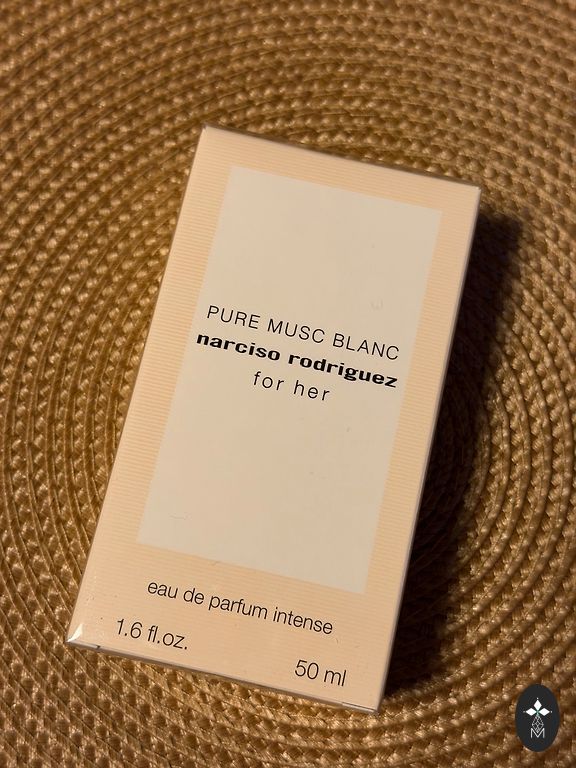 PURE MUSC BLANC
narciso rodriguez
for her
eau de parfum intense
1.6 fl.oz.
50 ml
M